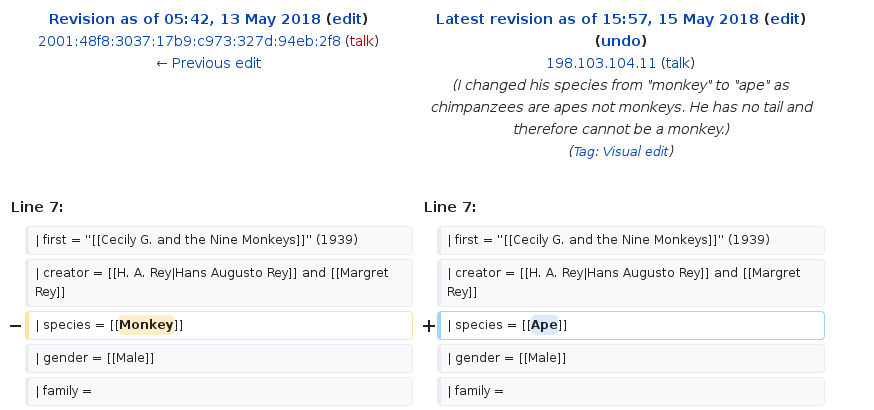 Revision as of 05:42, 13 May 2018 (edit)
2001:48f8:3037:17b9:c973:327d:94eb:2f8 (talk)
← Previous edit
Latest revision as of 15:57, 15 May 2018 (edit)
(undo)
198.103.104.11 (talk)
(I changed his species from "monkey" to "ape" as
chimpanzees are apes not monkeys. He has no tail and
therefore cannot be a monkey.)
(Tag: Visual edit)
Line 7:
Line 7:
| first = ''[[Cecily G. and the Nine Monkeys]]'' (1939)
| first = ''[[Cecily G. and the Nine Monkeys]]'' (1939)
| creator = [[H. A. Rey|Hans Augusto Rey]] and [[Margret
Rey]]
| creator = [[H. A. Rey|Hans Augusto Rey]] and [[Margret
Rey]]
− | species = [[Monkey]]
+ | species = [[Ape]]
| gender = [[Male]]
| gender = [[Male]]
| family =
| family =